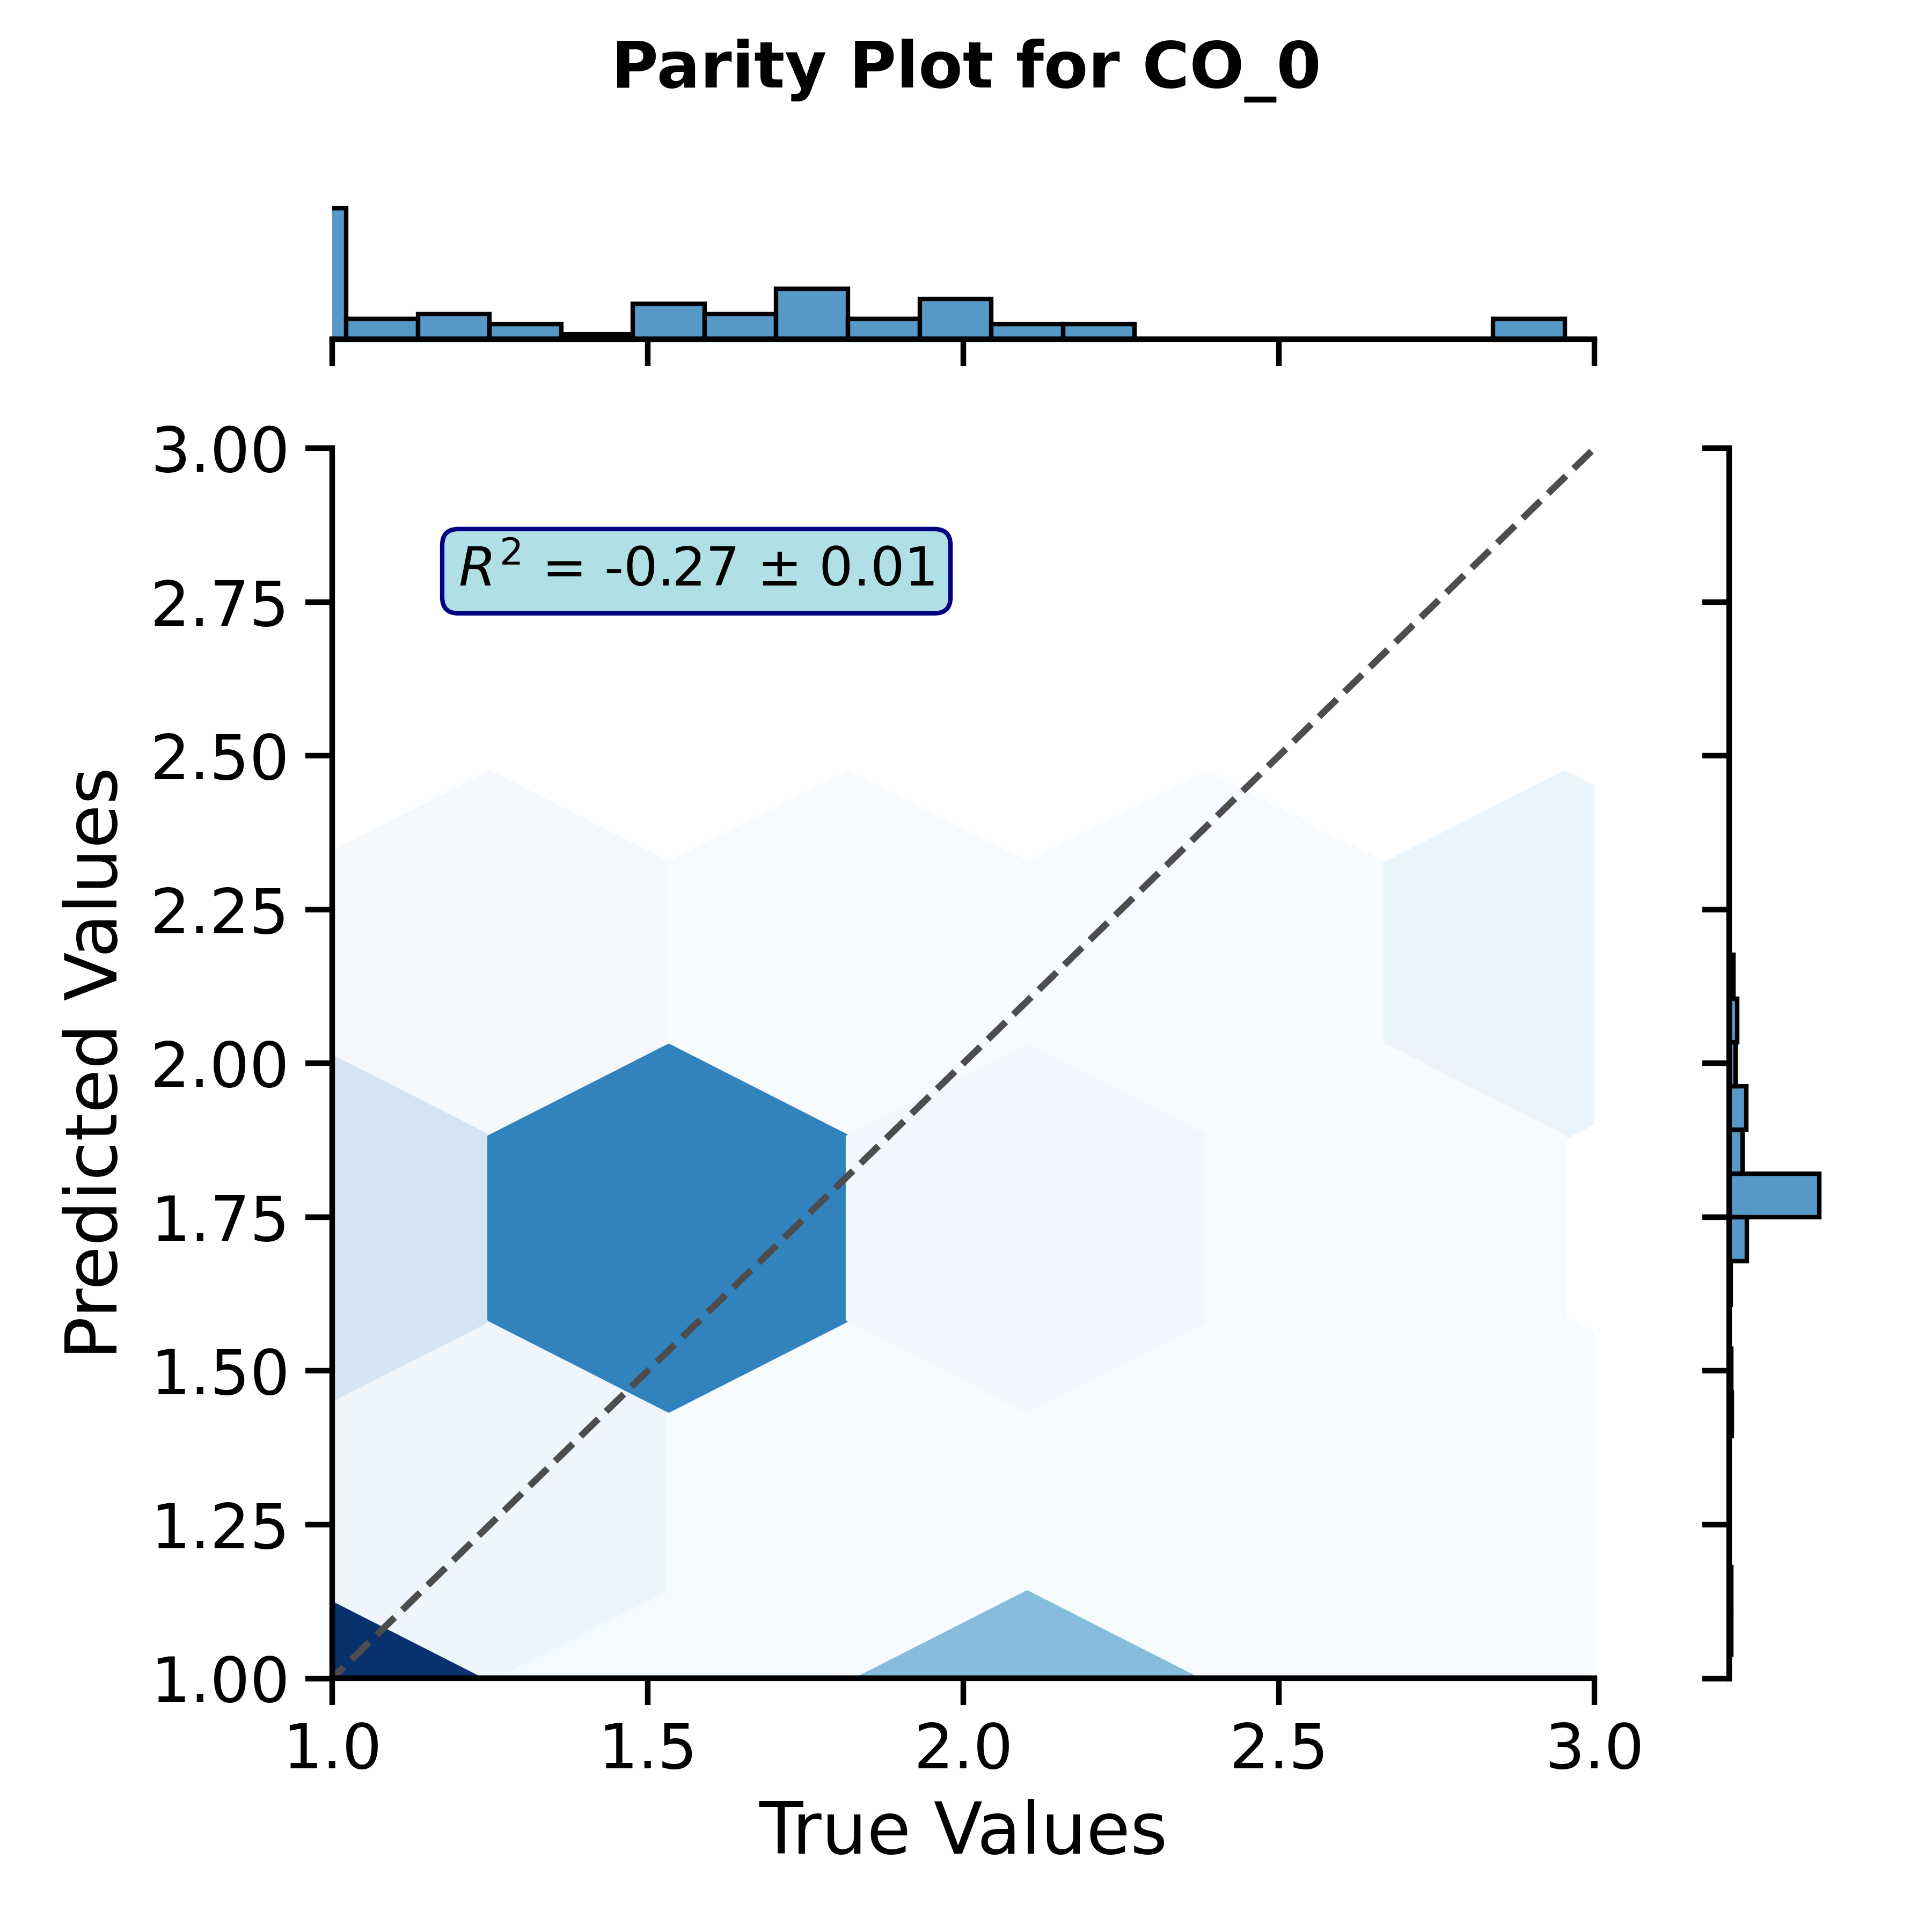 Parity Plot for CO_0
R² = -0.27 ± 0.01
Predicted Values
3.00
2.75
2.50
2.25
2.00
1.75
1.50
1.25
1.00
1.0 1.5 2.0 2.5 3.0
True Values